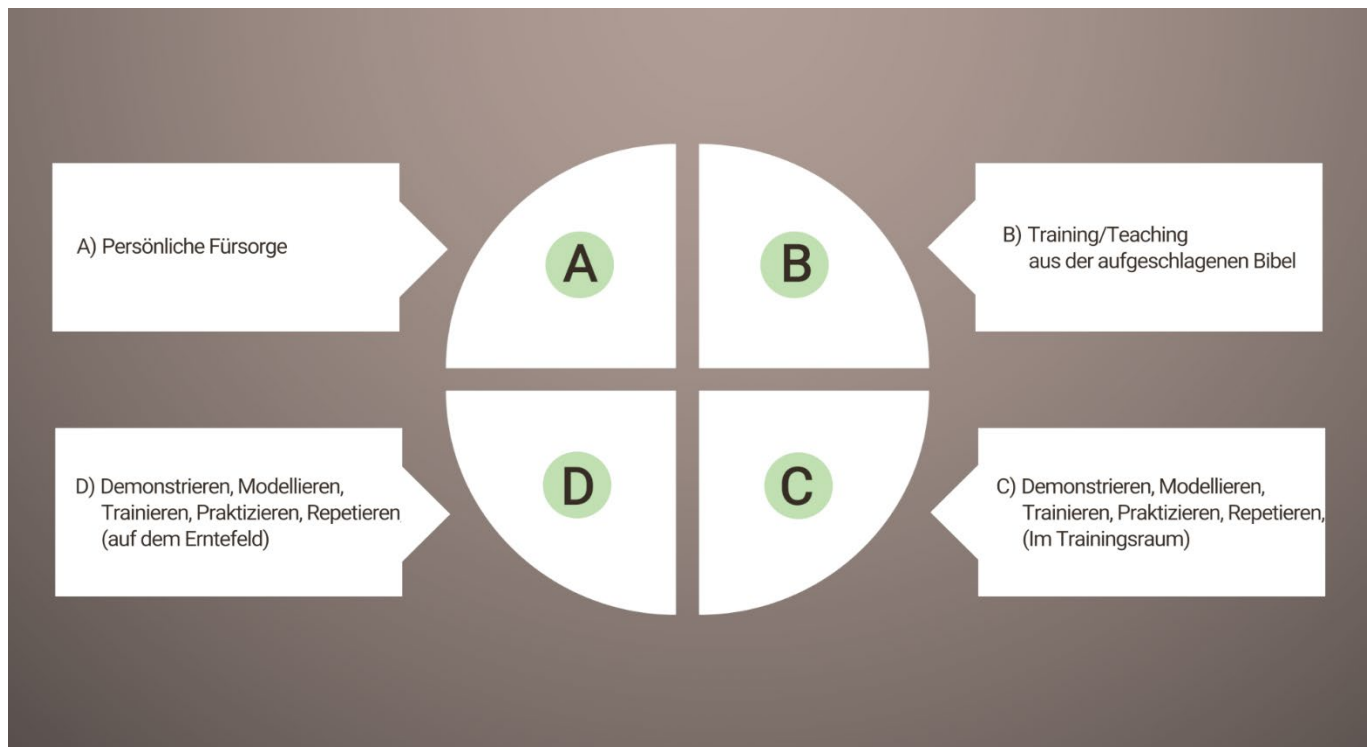 A) Persönliche Fürsorge
A
B
B) Training/Teaching
aus der aufgeschlagenen Bibel
D) Demonstrieren, Modellieren,
Trainieren, Praktizieren, Repetieren
(auf dem Erntefeld)
D
C
C) Demonstrieren, Modellieren,
Trainieren, Praktizieren, Repetieren,
(Im Trainingsraum)